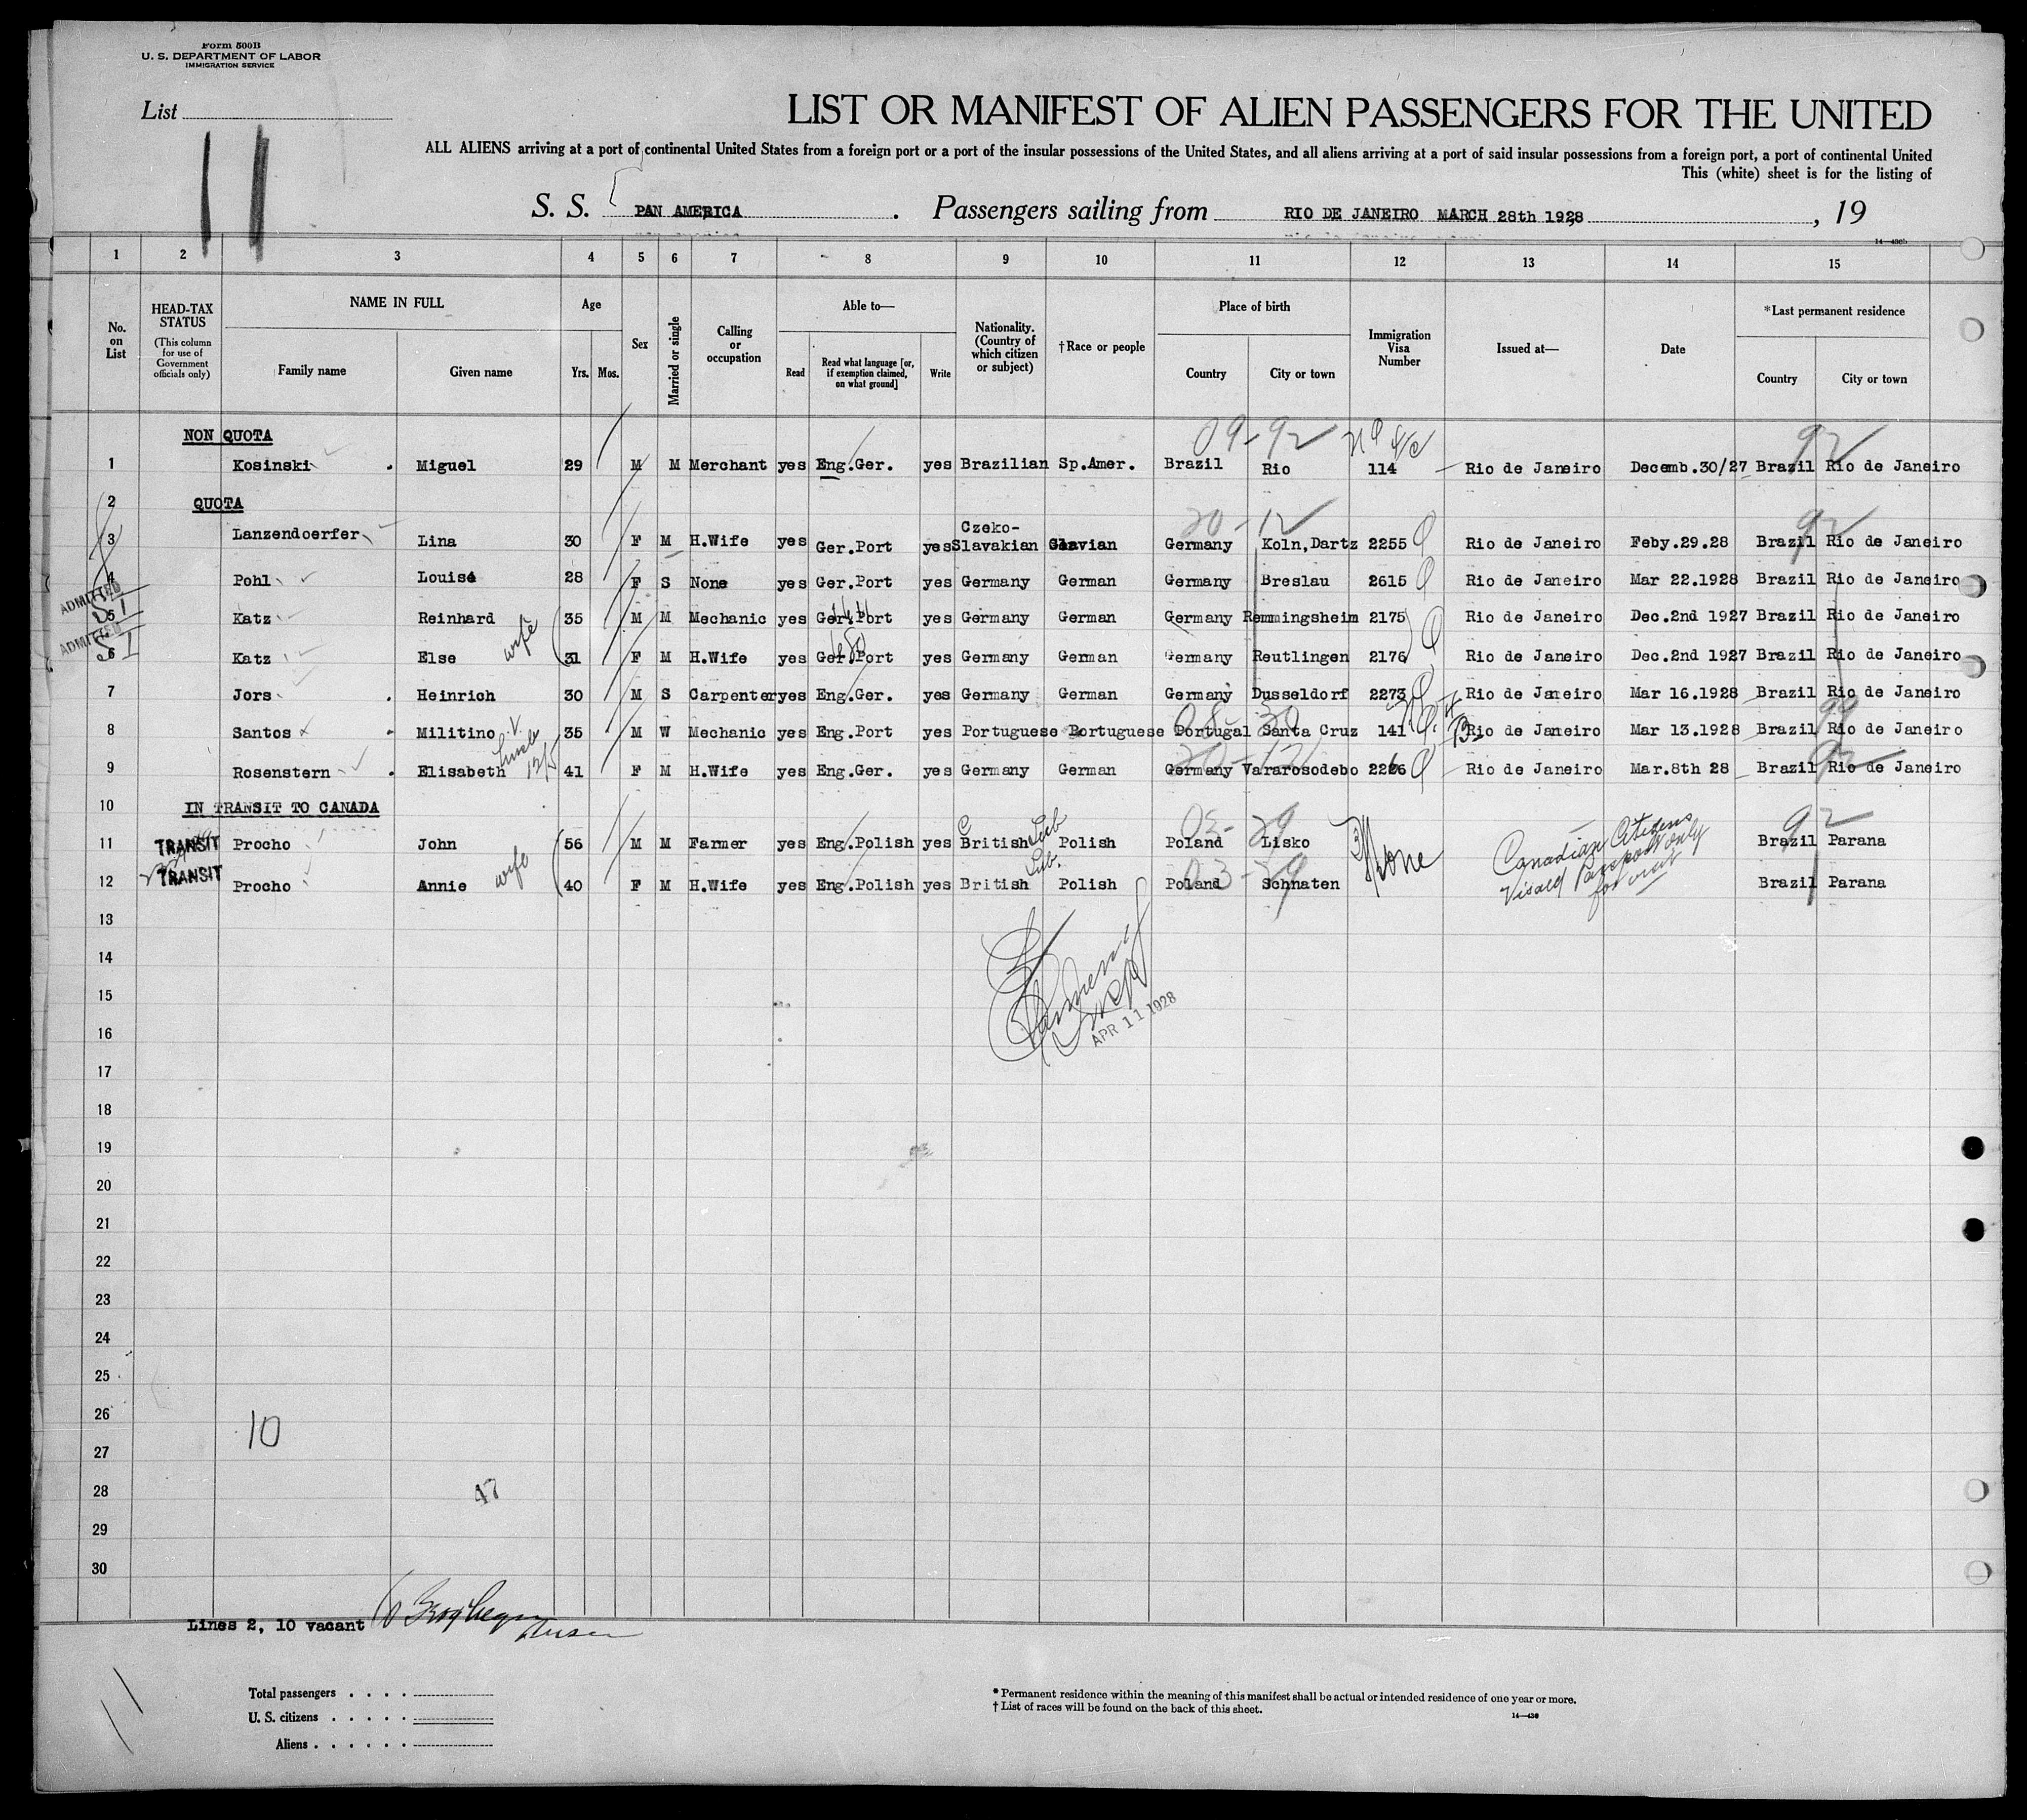 Form 500B
U. S. DEPARTMENT OF LABOR
IMMIGRATION SERVICE
List
11
LIST OR MANIFEST OF ALIEN PASSENGERS FOR THE UNITED
ALL ALIENS arriving at a port of continental United States from a foreign port or a port of the insular possessions of the United States, and all aliens arriving at a port of said insular possessions from a foreign port, a port of continental United
This (white) sheet is for the listing of
S. S. PAN AMERICA . Passengers sailing from RIO DE JANEIRO MARCH 28th 1928 , 19
1 2 3 4 5 6 7 8 9 10 11 12 13 14 15
No. on List
HEAD-TAX STATUS (This column for use of Government officials only)
NAME IN FULL
Family name
Given name
Age
Yrs.
Mos.
Sex
Married or single
Calling or occupation
Able to—
Read
Read what language [or, if exemption claimed, on what ground]
Write
Nationality. (Country of which citizen or subject)
†Race or people
Place of birth
Country
City or town
Immigration Visa Number
Issued at—
Date
*Last permanent residence
Country
City or town
NON QUOTA 09-92 92
1 Kosinski Miguel 29 M M Merchant yes Eng.Ger. yes Brazilian Sp.Amer. Brazil Rio 114 Rio de Janeiro Decemb.30/27 Brazil Rio de Janeiro
2 QUOTA
20-12 92
3 Lanzendoerfer Lina 30 F M H.Wife yes Ger.Port yes Czeko-Slavakian Germany Koln,Dartz 2255 Rio de Janeiro Feby.29.28 Brazil Rio de Janeiro
4 Pohl Louise 28 F S None yes Ger.Port yes Germany German Germany Breslau 2615 Rio de Janeiro Mar 22.1928 Brazil Rio de Janeiro
ADMITTED
5 Katz Reinhard 35 M M Mechanic yes Ger.Port yes Germany German Germany Remmingsheim 2175 Rio de Janeiro Dec.2nd 1927 Brazil Rio de Janeiro
ADMITTED
6 Katz Else wife 31 F M H.Wife yes Ger.Port yes Germany German Germany Reutlingen 2176 Rio de Janeiro Dec.2nd 1927 Brazil Rio de Janeiro
7 Jors Heinrich 30 M S Carpenter yes Eng.Ger. yes Germany German Germany Dusseldorf 2273 Rio de Janeiro Mar 16.1928 Brazil Rio de Janeiro
8 Santos Militino 35 M W Mechanic yes Eng.Port yes Portuguese Portuguese Portugal Santa Cruz 141 Rio de Janeiro Mar 13.1928 Brazil Rio de Janeiro
9 Rosenstern Elisabeth 41 F M H.Wife yes Eng.Ger. yes Germany German Germany Vararosodebo 2266 Rio de Janeiro Mar.8th 28 Brazil Rio de Janeiro
10 IN TRANSIT TO CANADA
03-29 92
11 TRANSIT Procho John 56 M M Farmer yes Eng.Polish yes British Sub Polish Poland Lisko None Canadian Citizens Brazil Parana
Visaed Passport only
for visit
12 TRANSIT Procho Annie wife 40 F M H.Wife yes Eng.Polish yes British Sub. Polish Poland Schnaten Brazil Parana
03-29
13
14
15
16 APR 11 1928
17
18
19
20
21
22
23
24
25
26 10
27
28 47
29
30
Lines 2, 10 vacant
11
Total passengers
U. S. citizens
Aliens
* Permanent residence within the meaning of this manifest shall be actual or intended residence of one year or more.
† List of races will be found on the back of this sheet.
14—430